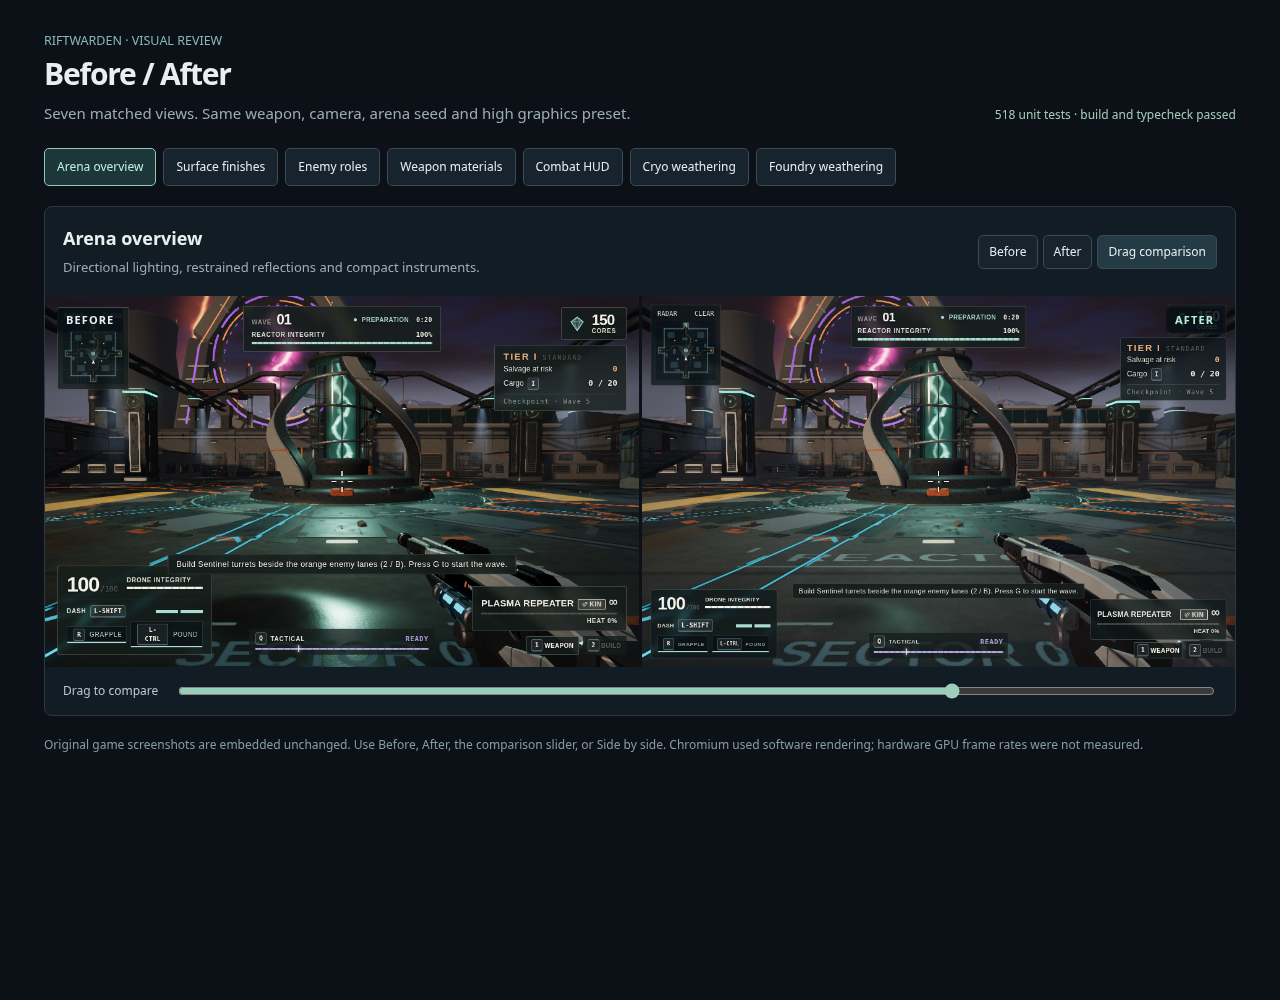 RIFTWARDEN · VISUAL REVIEW
Before / After
Seven matched views. Same weapon, camera, arena seed and high graphics preset.
518 unit tests · build and typecheck passed
Arena overview
Surface finishes
Enemy roles
Weapon materials
Combat HUD
Cryo weathering
Foundry weathering
Arena overview
Directional lighting, restrained reflections and compact instruments.
Before
After
Drag comparison
BEFORE
WAVE 01
PREPARATION 0:20
REACTOR INTEGRITY 100%
150
CORES
TIER I STANDARD
Salvage at risk 0
Cargo I 0 / 20
Checkpoint · Wave 5
Build Sentinel turrets beside the orange enemy lanes (2 / B). Press G to start the wave.
100/100
DRONE INTEGRITY
DASH L-SHIFT
R GRAPPLE
L-CTRL POUND
Q TACTICAL READY
PLASMA REPEATER KIN ∞
HEAT 0%
1 WEAPON
2 BUILD
SECTOR 0
RADAR CLEAR
WAVE 01
PREPARATION 0:20
REACTOR INTEGRITY 100%
AFTER
TIER I STANDARD
Salvage at risk 0
Cargo I 0 / 20
Checkpoint · Wave 5
REACT
Build Sentinel turrets beside the orange enemy lanes (2 / B). Press G to start the wave.
100/100
DRONE INTEGRITY
DASH L-SHIFT
R GRAPPLE
L-CTRL POUND
Q TACTICAL READY
PLASMA REPEATER KIN ∞
HEAT 0%
1 WEAPON
2 BUILD
SECTOR 0
Drag to compare
Original game screenshots are embedded unchanged. Use Before, After, the comparison slider, or Side by side. Chromium used software rendering; hardware GPU frame rates were not measured.